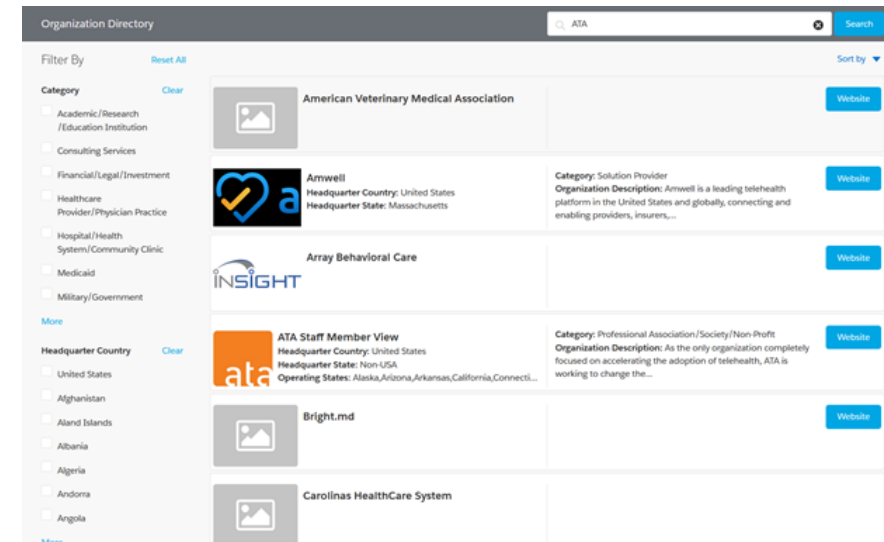 Organization Directory
ATA
Search
Filter By
Reset All
Sort by
Category
Clear
Academic/Research
/Education Institution
Consulting Services
Financial/Legal/Investment
Healthcare
Provider/Physician Practice
Hospital/Health
System/Community Clinic
Medicaid
Military/Government
More
Headquarter Country
Clear
United States
Afghanistan
Aland Islands
Albania
Algeria
Andorra
Angola
More
American Veterinary Medical Association
Website
a
Amwell
Headquarter Country: United States
Headquarter State: Massachusetts
Category: Solution Provider
Organization Description: Amwell is a leading telehealth
platform in the United States and globally, connecting and
enabling providers, insurers,...
Website
INSIGHT
Array Behavioral Care
Website
ata
ATA Staff Member View
Headquarter Country: United States
Headquarter State: Non-USA
Operating States: Alaska,Arizona,Arkansas,California,Connecti...
Category: Professional Association/Society/Non-Profit
Organization Description: As the only organization completely
focused on accelerating the adoption of telehealth, ATA is
working to change the...
Website
Bright.md
Website
Carolinas HealthCare System